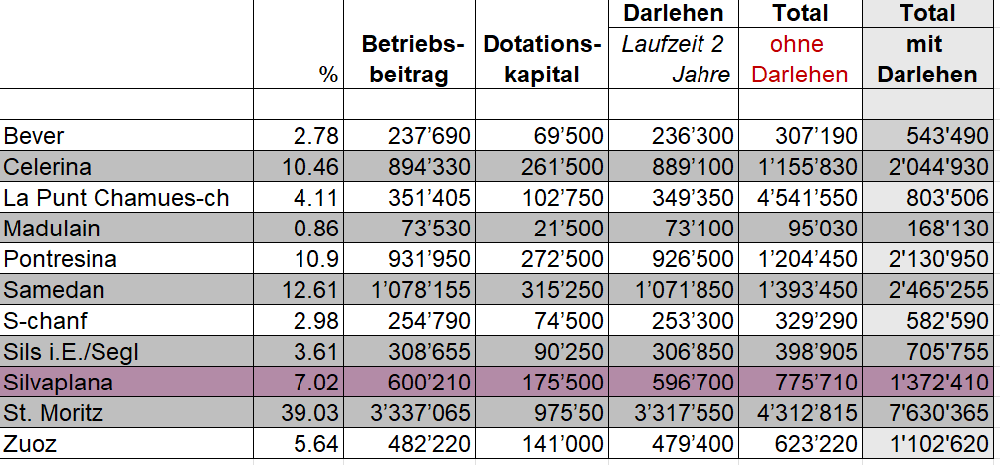 Darlehen Total Total
Betriebs- Dotations- Laufzeit 2 ohne mit
% beitrag kapital Jahre Darlehen Darlehen
Bever 2.78 237’690 69’500 236’300 307’190 543'490
Celerina 10.46 894’330 261’500 889’100 1’155’830 2'044'930
La Punt Chamues-ch 4.11 351’405 102’750 349’350 4’541’550 803'506
Madulain 0.86 73’530 21’500 73’100 95’030 168'130
Pontresina 10.9 931’950 272’500 926’500 1’204’450 2'130'950
Samedan 12.61 1’078’155 315’250 1’071’850 1’393’450 2'465'255
S-chanf 2.98 254’790 74’500 253’300 329’290 582'590
Sils i.E./Segl 3.61 308’655 90’250 306’850 398’905 705'755
Silvaplana 7.02 600’210 175’500 596’700 775’710 1'372'410
St. Moritz 39.03 3’337’065 975’50 3’317’550 4’312’815 7'630'365
Zuoz 5.64 482’220 141’000 479’400 623’220 1'102'620